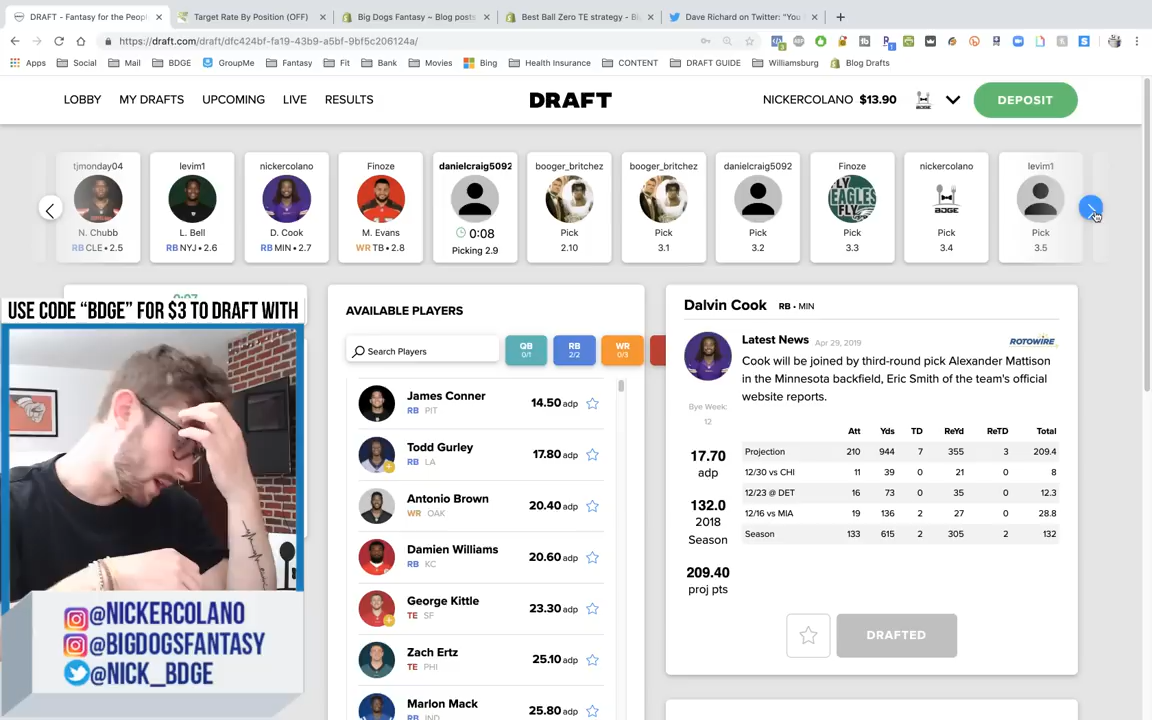 DRAFT - Fantasy for the Peopl
Target Rate By Position (OFF)
Big Dogs Fantasy ~ Blog posts
Best Ball Zero TE strategy - Bi
Dave Richard on Twitter: "You
https://draft.com/draft/dfc424bf-fa19-43b9-a5bf-9bf5c206124a/
Apps
Social
Mail
BDGE
GroupMe
Fantasy
Fit
Bank
Movies
Bing
Health Insurance
CONTENT
DRAFT GUIDE
Williamsburg
Blog Drafts
LOBBY
MY DRAFTS
UPCOMING
LIVE
RESULTS
DRAFT
NICKERCOLANO $13.90
DEPOSIT
tjmonday04
N. Chubb
RB CLE • 2.5
levim1
L. Bell
RB NYJ • 2.6
nickercolano
D. Cook
RB MIN • 2.7
Finoze
M. Evans
WR TB • 2.8
danielcraig5092
0:08
Picking 2.9
booger_britchez
Pick
2.10
booger_britchez
Pick
3.1
danielcraig5092
Pick
3.2
Finoze
FLY
EAGLES
FLY
Pick
3.3
nickercolano
BDGE
Pick
3.4
levim1
Pick
3.5
USE CODE "BDGE" FOR $3 TO DRAFT WITH
@NICKERCOLANO
@BIGDOGSFANTASY
@NICK_BDGE
AVAILABLE PLAYERS
Search Players
QB
0/1
RB
2/2
WR
0/3
James Conner
RB PIT
14.50 adp
Todd Gurley
RB LA
17.80 adp
Antonio Brown
WR OAK
20.40 adp
Damien Williams
RB KC
20.60 adp
George Kittle
TE SF
23.30 adp
Zach Ertz
TE PHI
25.10 adp
Marlon Mack
RB IND
25.80 adp
Dalvin Cook RB • MIN
Latest News Apr 29, 2019
ROTOWIRE
Cook will be joined by third-round pick Alexander Mattison
in the Minnesota backfield, Eric Smith of the team's official
website reports.
Bye Week:
12
17.70
adp
132.0
2018
Season
209.40
proj pts
Att Yds TD ReYd ReTD Total
Projection 210 944 7 355 3 209.4
12/30 vs CHI 11 39 0 21 0 8
12/23 @ DET 16 73 0 35 0 12.3
12/16 vs MIA 19 136 2 27 0 28.8
Season 133 615 2 305 2 132
DRAFTED